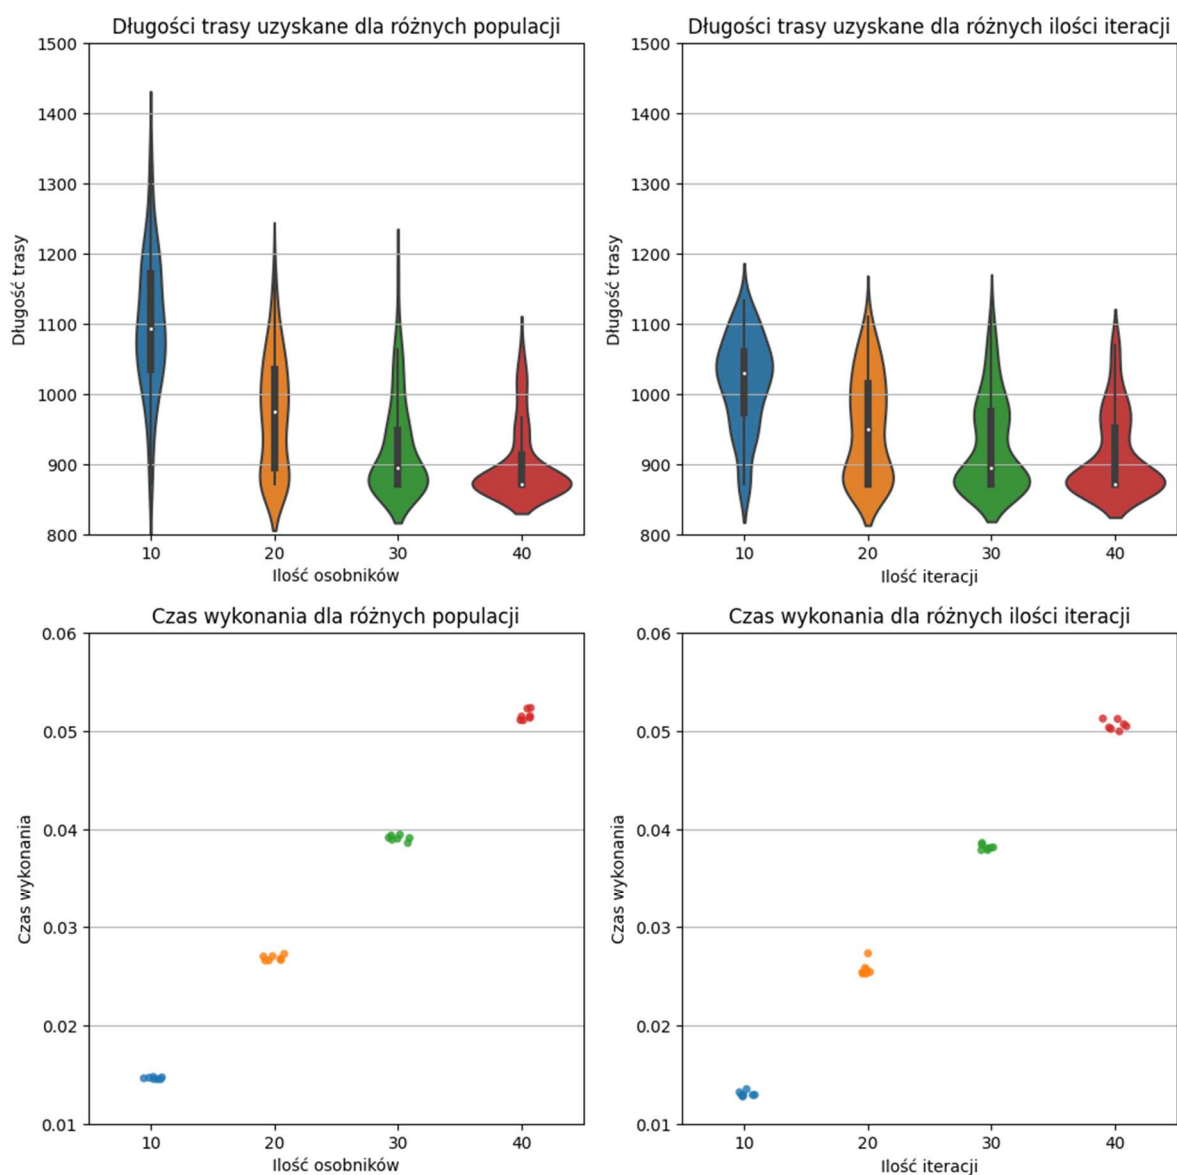 Długości trasy uzyskane dla różnych populacji
1500
1400
1300
1200
1100
1000
900
800
Długość trasy
10 20 30 40
Ilość osobników
Długości trasy uzyskane dla różnych ilości iteracji
1500
1400
1300
1200
1100
1000
900
800
Długość trasy
10 20 30 40
Ilość iteracji
Czas wykonania dla różnych populacji
0.06
0.05
0.04
0.03
0.02
0.01
Czas wykonania
10 20 30 40
Ilość osobników
Czas wykonania dla różnych ilości iteracji
0.06
0.05
0.04
0.03
0.02
0.01
Czas wykonania
10 20 30 40
Ilość iteracji